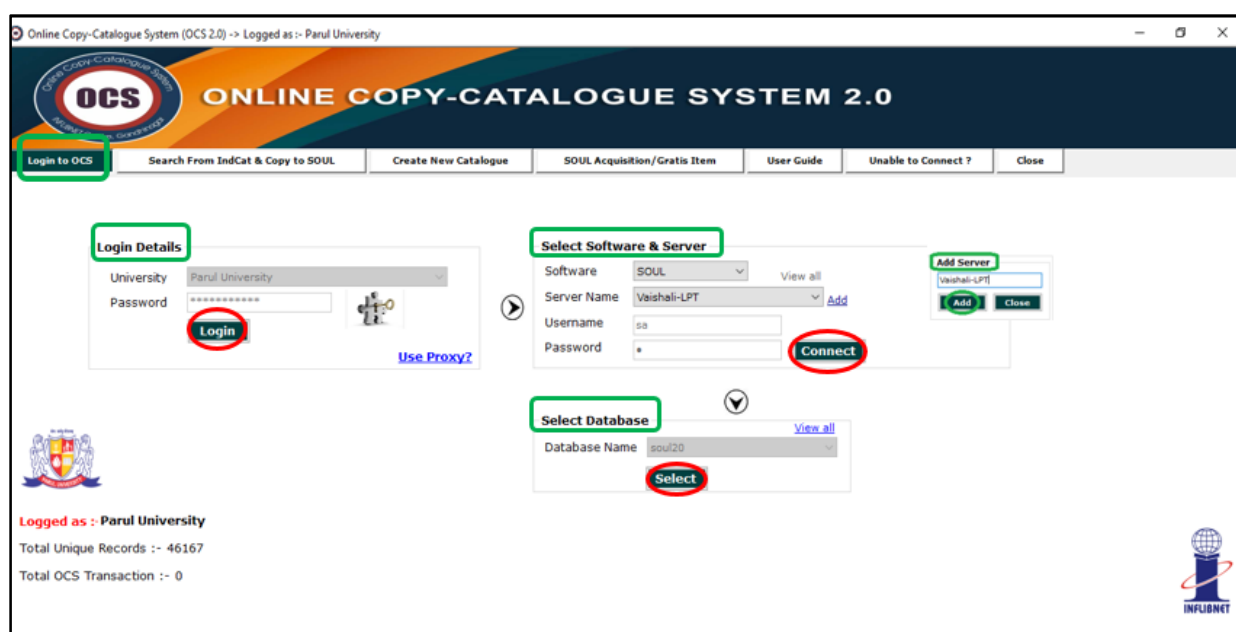 Online Copy-Catalogue System (OCS 2.0) -> Logged as :- Parul University
Online Copy-Catalogue System
OCS
ONLINE COPY-CATALOGUE SYSTEM 2.0
Login to OCS Search From IndCat & Copy to SOUL Create New Catalogue SOUL Acquisition/Gratis Item User Guide Unable to Connect ? Close
Login Details
University Parul University
Password ***********
Login
Use Proxy?
Select Software & Server
Software SOUL View all
Server Name Vaishali-LPT Add
Username sa
Password •
Connect
Add Server
Vaishali-LPT
Add Close
Select Database
View all
Database Name soul20
Select
Logged as :- Parul University
Total Unique Records :- 46167
Total OCS Transaction :- 0
INFLIBNET